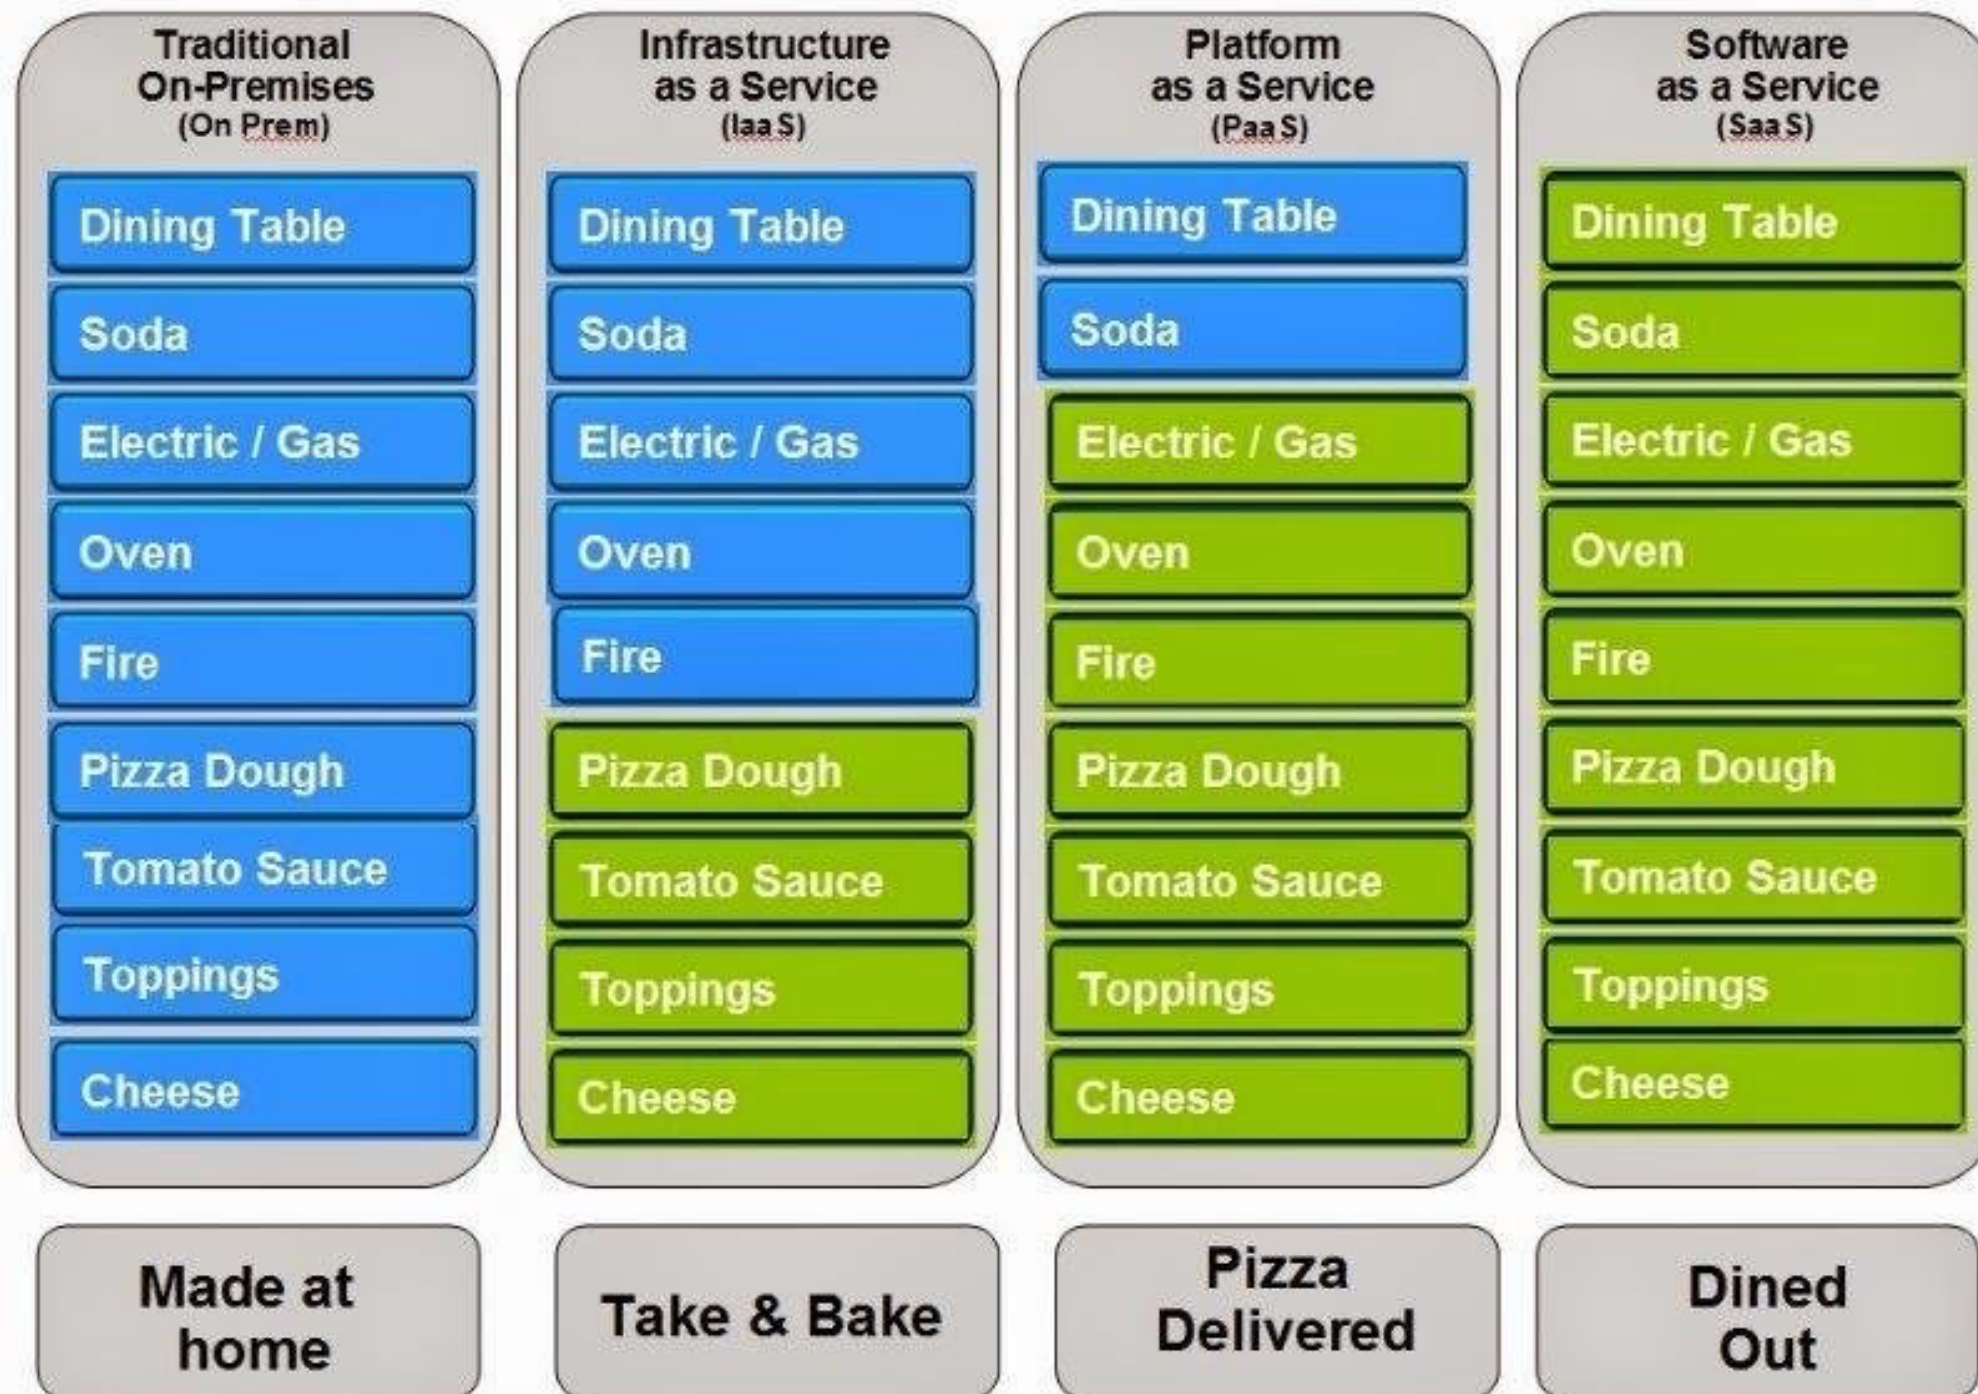 Traditional
On-Premises
(On Prem)
Dining Table
Soda
Electric / Gas
Oven
Fire
Pizza Dough
Tomato Sauce
Toppings
Cheese
Made at
home
Infrastructure
as a Service
(IaaS)
Dining Table
Soda
Electric / Gas
Oven
Fire
Pizza Dough
Tomato Sauce
Toppings
Cheese
Take & Bake
Platform
as a Service
(PaaS)
Dining Table
Soda
Electric / Gas
Oven
Fire
Pizza Dough
Tomato Sauce
Toppings
Cheese
Pizza
Delivered
Software
as a Service
(SaaS)
Dining Table
Soda
Electric / Gas
Oven
Fire
Pizza Dough
Tomato Sauce
Toppings
Cheese
Dined
Out